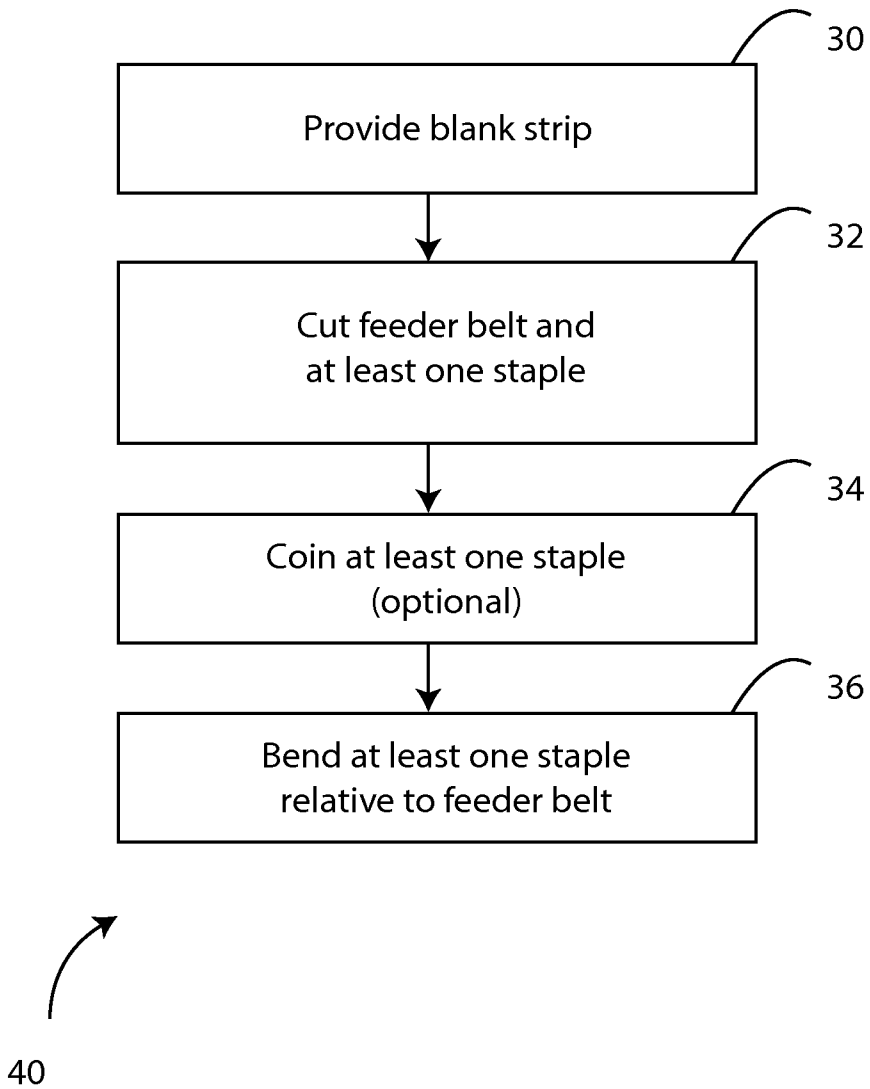 30
Provide blank strip
32
Cut feeder belt and
at least one staple
34
Coin at least one staple
(optional)
36
Bend at least one staple
relative to feeder belt
40